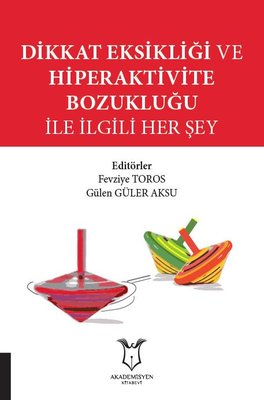 DİKKAT EKSİKLİĞİ VE
HİPERAKTİVİTE
BOZUKLUĞU
İLE İLGİLİ HER ŞEY
Editörler
Fevziye TOROS
Gülen GÜLER AKSU
AKADEMİSYEN
KİTABEVİ